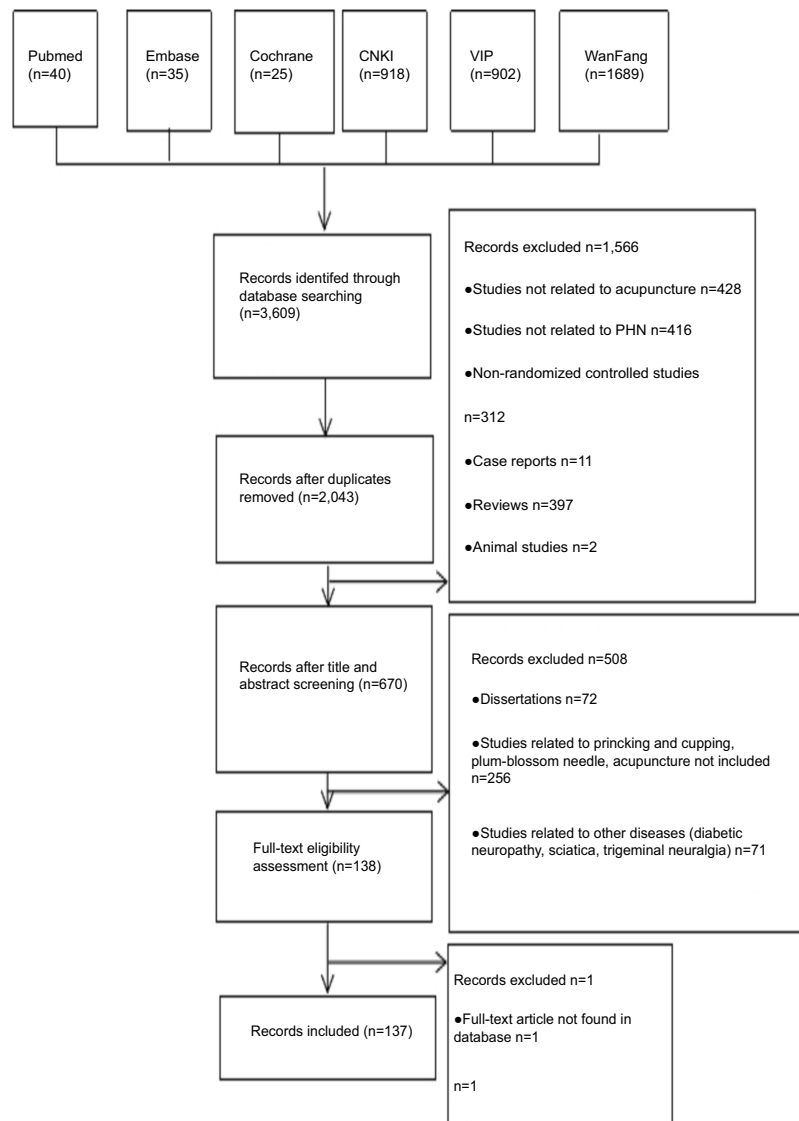 Pubmed
(n=40)
Embase
(n=35)
Cochrane
(n=25)
CNKI
(n=918)
VIP
(n=902)
WanFang
(n=1689)
Records identifed through
database searching
(n=3,609)
Records excluded n=1,566
●Studies not related to acupuncture n=428
●Studies not related to PHN n=416
●Non-randomized controlled studies
n=312
●Case reports n=11
●Reviews n=397
●Animal studies n=2
Records after duplicates
removed (n=2,043)
Records after title and
abstract screening (n=670)
Records excluded n=508
●Dissertations n=72
●Studies related to princking and cupping,
plum-blossom needle, acupuncture not included
n=256
●Studies related to other diseases (diabetic
neuropathy, sciatica, trigeminal neuralgia) n=71
Full-text eligibility
assessment (n=138)
Records excluded n=1
●Full-text article not found in
database n=1
n=1
Records included (n=137)